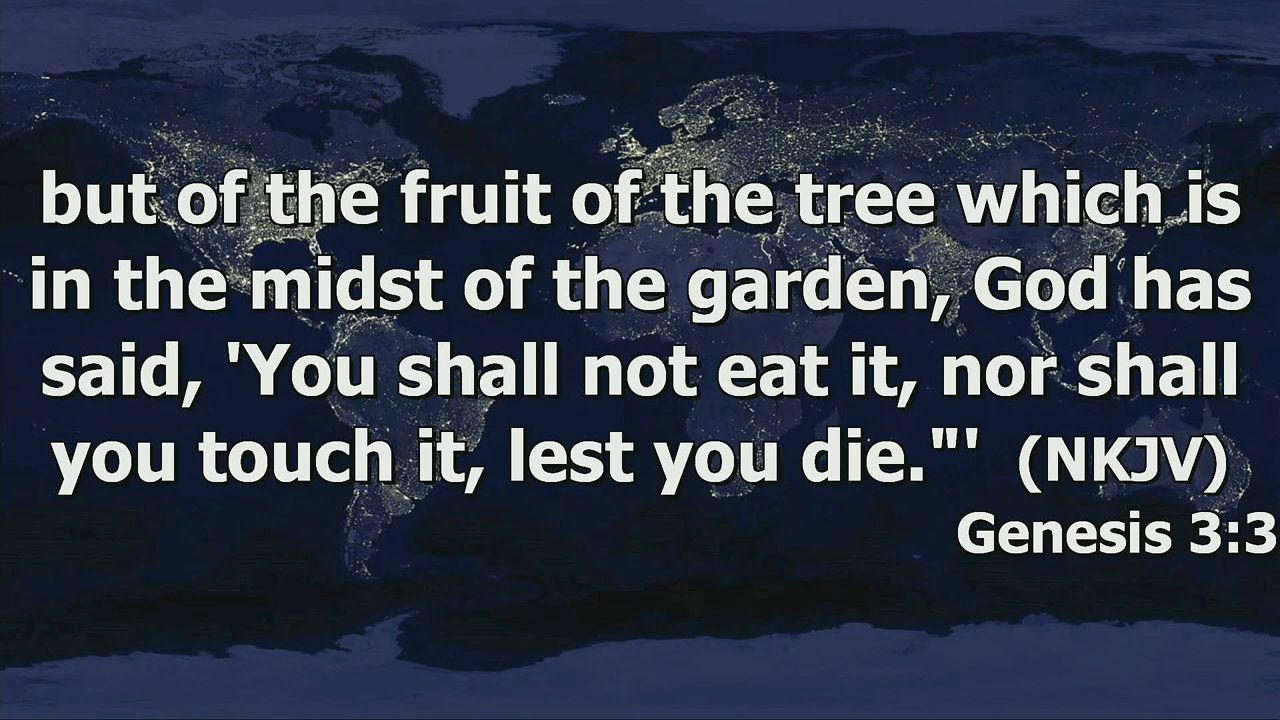 but of the fruit of the tree which is
in the midst of the garden, God has
said, 'You shall not eat it, nor shall
you touch it, lest you die."' (NKJV)
Genesis 3:3